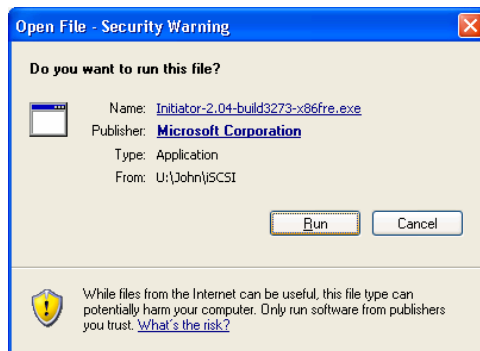 Open File - Security Warning
Do you want to run this file?
Name: Initiator-2.04-build3273-x86fre.exe
Publisher: Microsoft Corporation
Type: Application
From: U:\John\iSCSI
Run Cancel
While files from the Internet can be useful, this file type can
potentially harm your computer. Only run software from publishers
you trust. What's the risk?